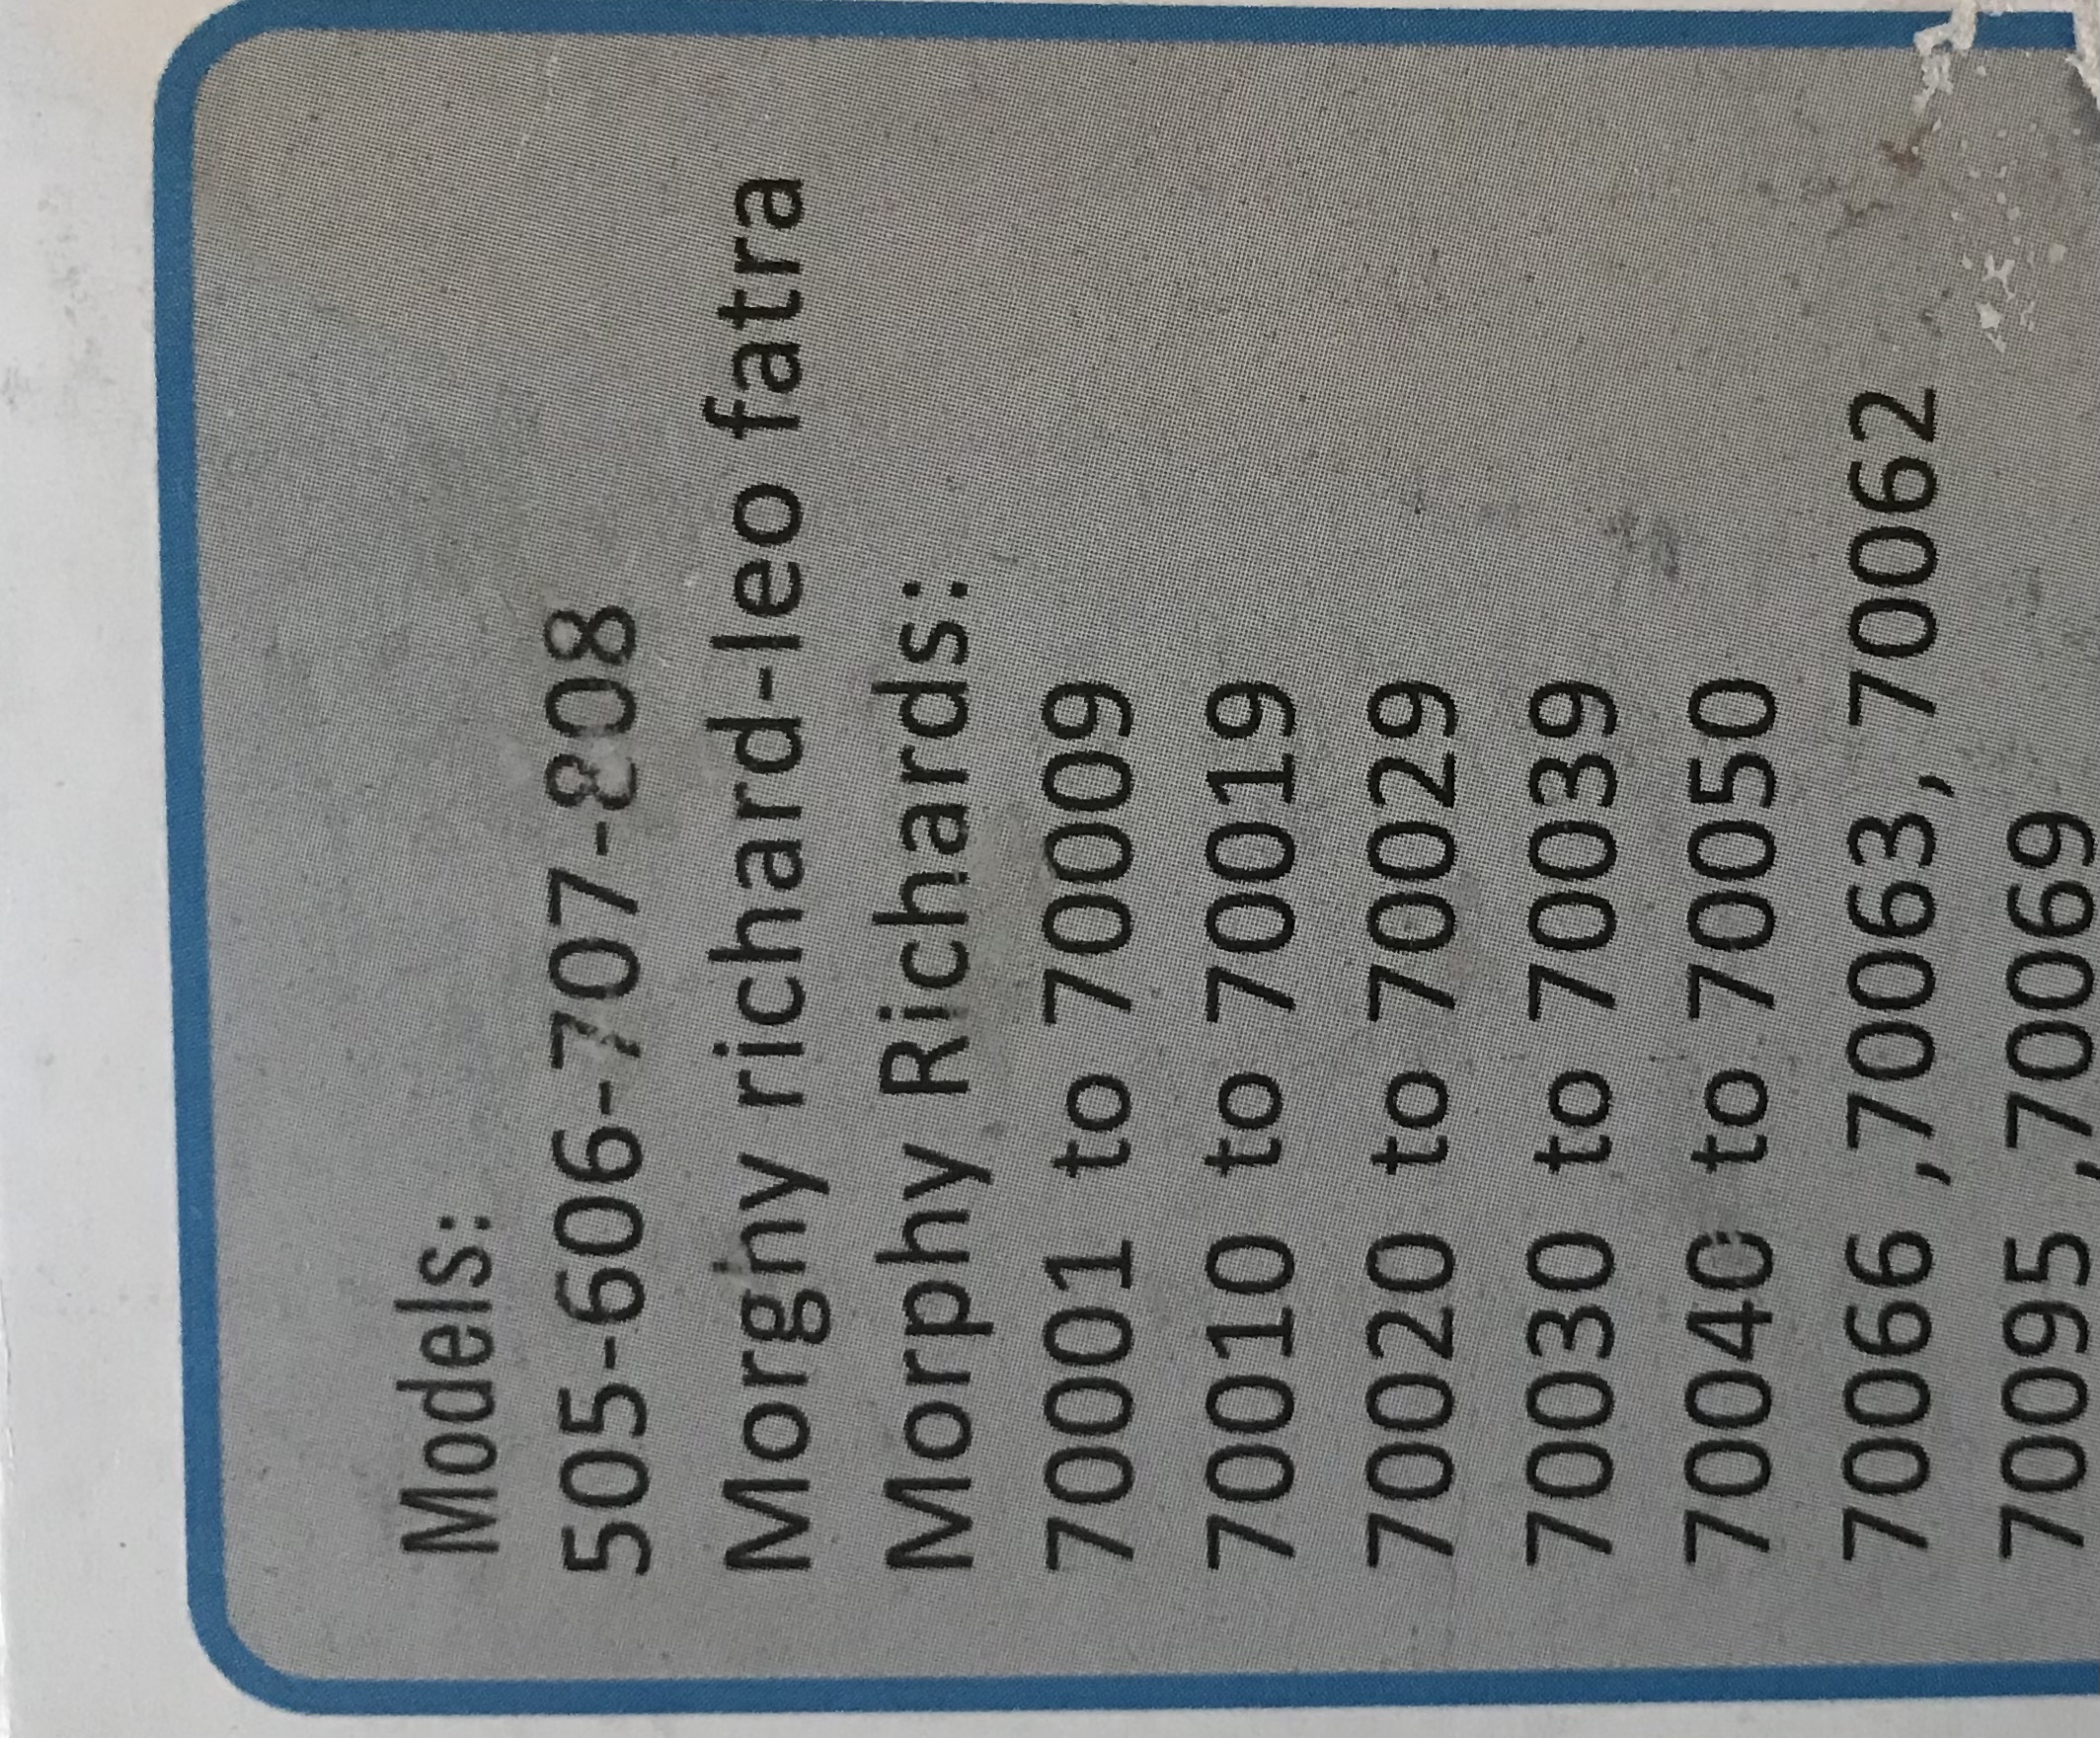 Models:
505-606-707-808
Morgny richard-leo fatra
Morphy Richards:
70001 to 70009
70010 to 70019
70020 to 70029
70030 to 70039
70040 to 70050
70066 ,70063, 70062
70095 ,70069